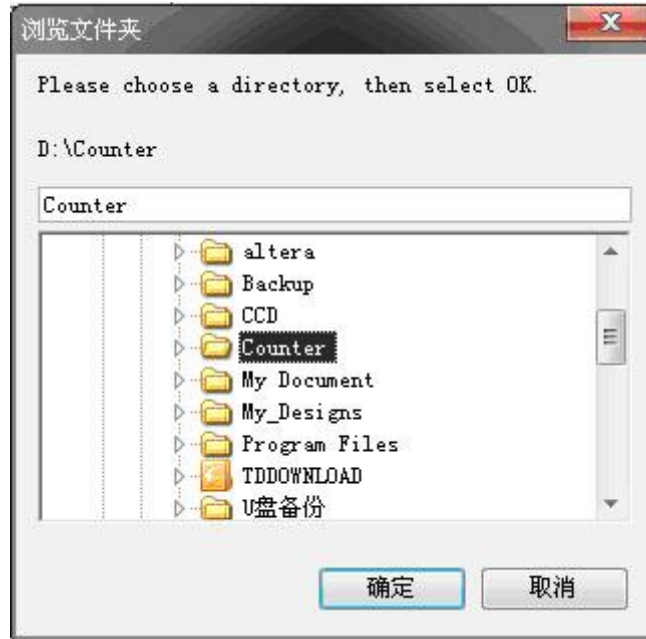 浏览文件夹
Please choose a directory, then select OK.
D:\Counter
Counter
altera
Backup
CCD
Counter
My Document
My_Designs
Program Files
TDDOWNLOAD
U盘备份
确定
取消